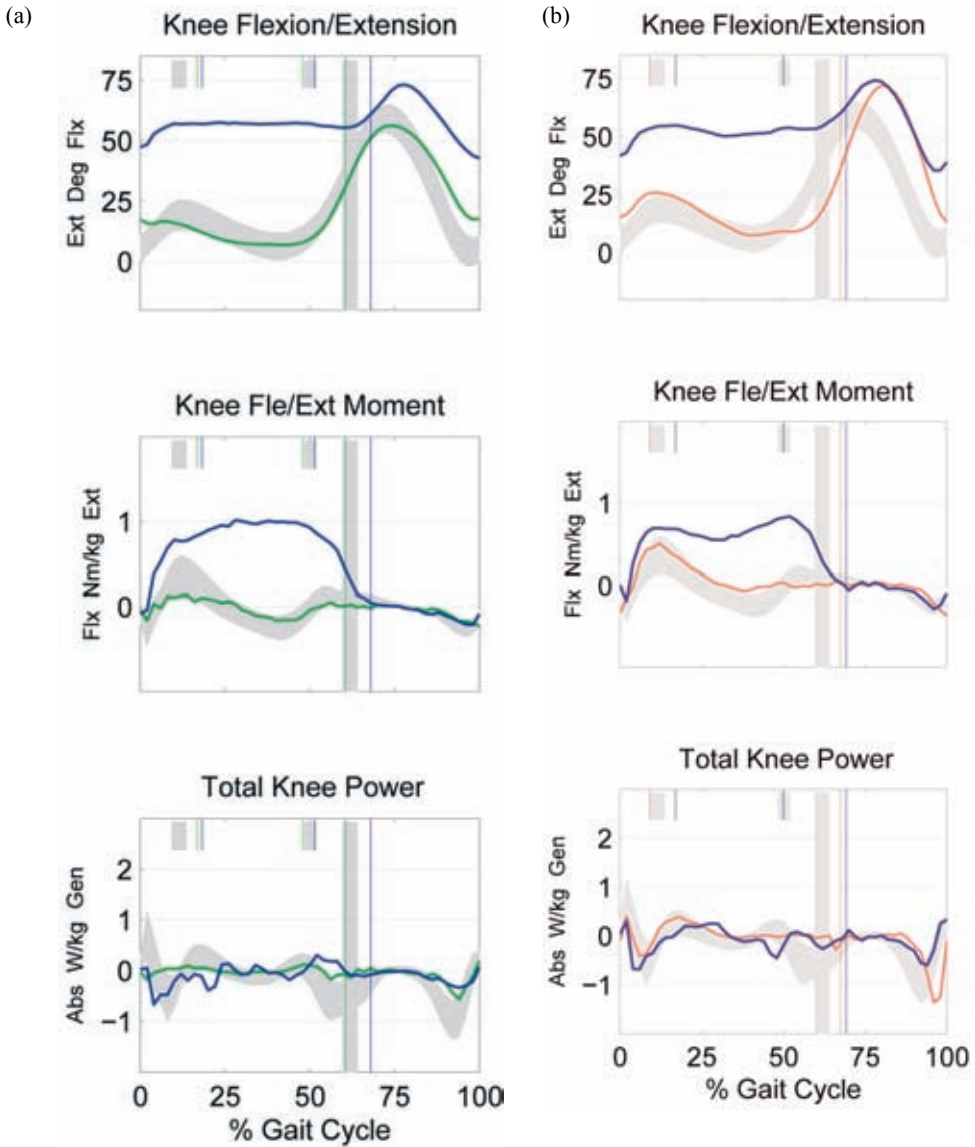 (a)
Knee Flexion/Extension
Ext Deg Flx
75
50
25
0
Knee Fle/Ext Moment
Flx Nm/kg Ext
1
0
Total Knee Power
Abs W/kg Gen
2
1
0
−1
0 25 50 75 100
% Gait Cycle
(b)
Knee Flexion/Extension
Ext Deg Flx
75
50
25
0
Knee Fle/Ext Moment
Flx Nm/kg Ext
1
0
Total Knee Power
Abs W/kg Gen
2
1
0
−1
0 25 50 75 100
% Gait Cycle